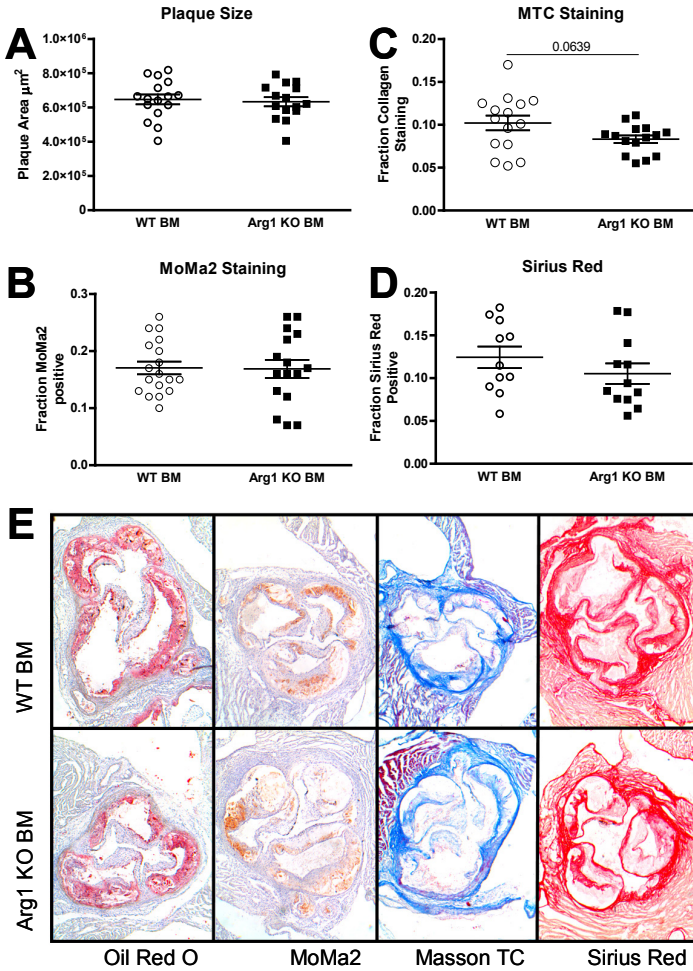 A
Plaque Size
Plaque Area µm²
1.0×10⁶
8.0×10⁵
6.0×10⁵
4.0×10⁵
2.0×10⁵
0
WT BM
Arg1 KO BM
C
MTC Staining
0.0639
Fraction Collagen
Staining
0.20
0.15
0.10
0.05
0.00
WT BM
Arg1 KO BM
B
MoMa2 Staining
Fraction MoMa2
positive
0.3
0.2
0.1
0.0
WT BM
Arg1 KO BM
D
Sirius Red
Fraction Sirius Red
Positive
0.20
0.15
0.10
0.05
0.00
WT BM
Arg1 KO BM
E
WT BM
Arg1 KO BM
Oil Red O
MoMa2
Masson TC
Sirius Red